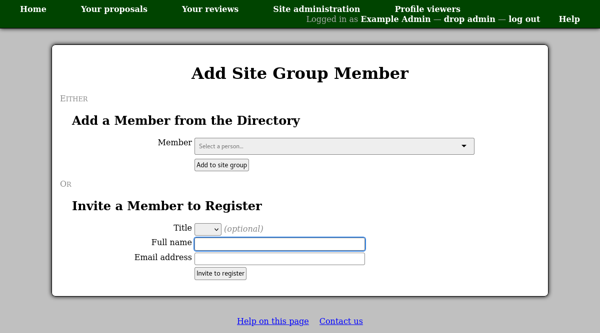 Home Your proposals Your reviews Site administration Profile viewers
Logged in as Example Admin — drop admin — log out Help
Add Site Group Member
EITHER
Add a Member from the Directory
Member Select a person...
Add to site group
OR
Invite a Member to Register
Title (optional)
Full name
Email address
Invite to register
Help on this page Contact us